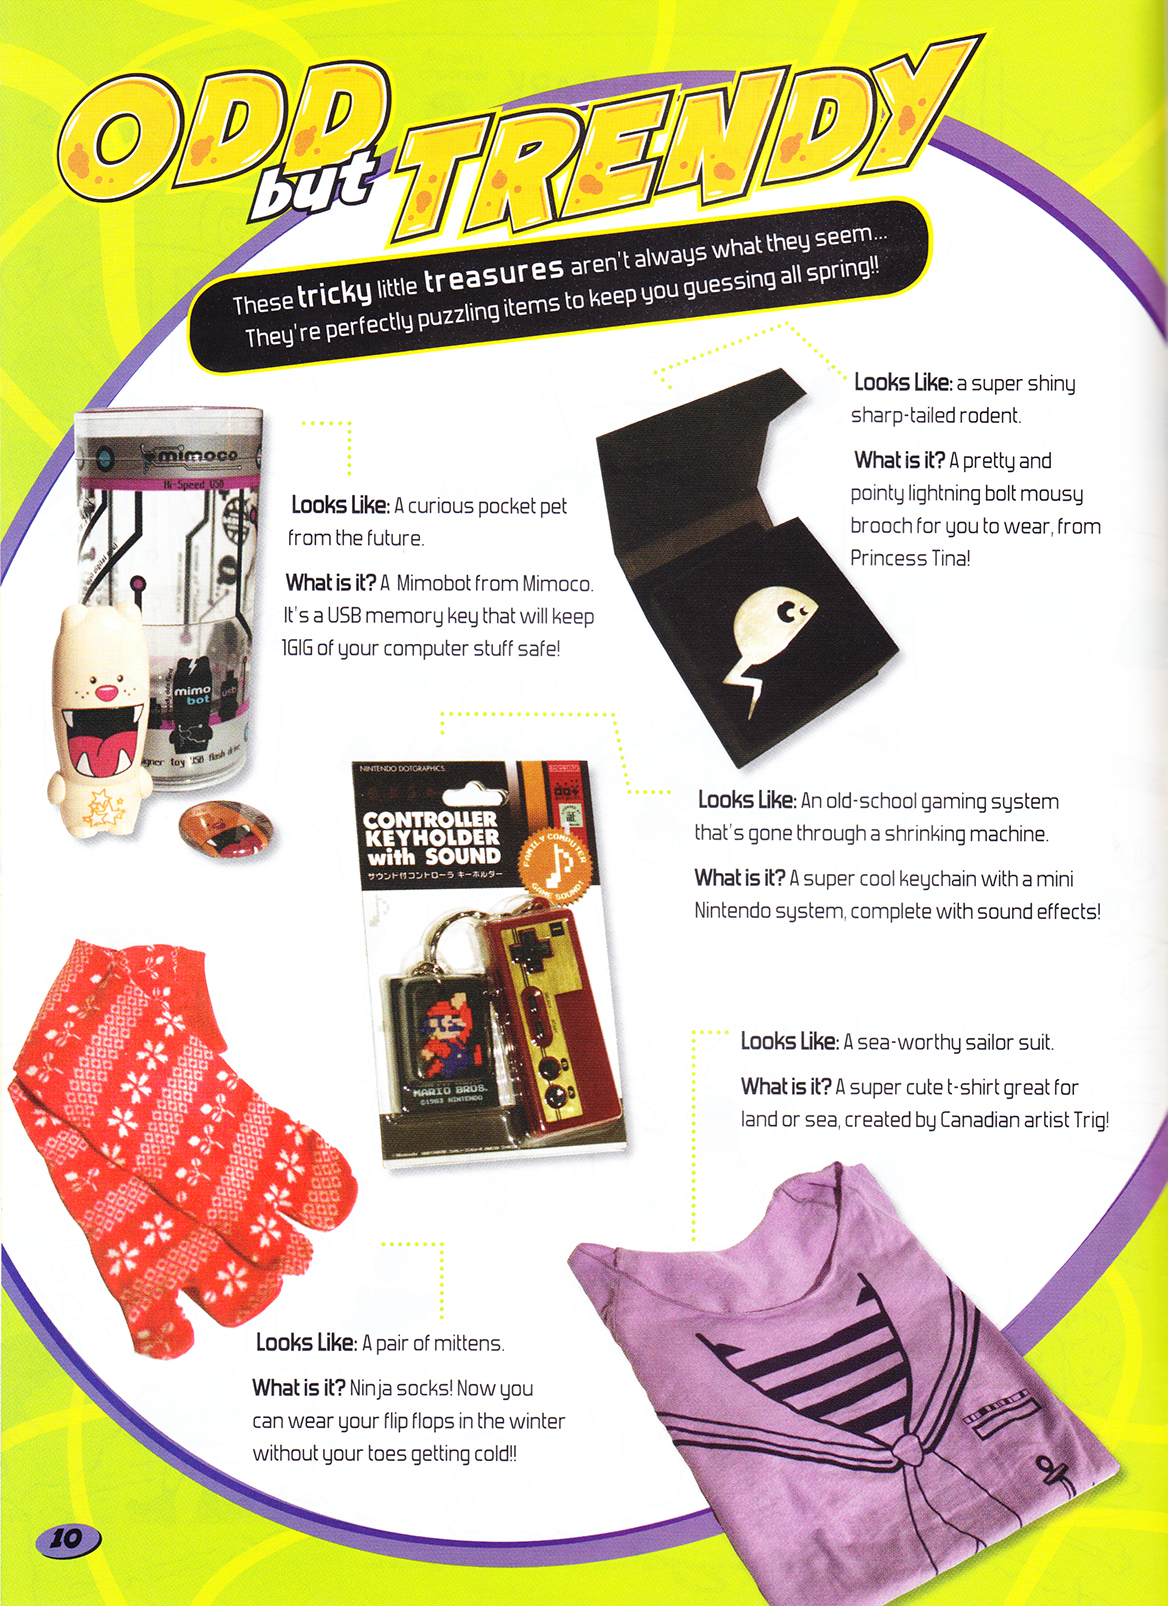 ODD
but
TRENDY
These tricky little treasures aren't always what they seem...
They're perfectly puzzling items to keep you guessing all spring!!
Looks Like: a super shiny
sharp-tailed rodent.
What is it? A pretty and
pointy lightning bolt mousy
brooch for you to wear, from
Princess Tina!
mimoco
Hi-Speed USB
mimo
bot
usb
Looks Like: A curious pocket pet
from the future.
What is it? A Mimobot from Mimoco.
It's a USB memory key that will keep
1GIG of your computer stuff safe!
NINTENDO DOTGRAPHICS
CONTROLLER
KEYHOLDER
with SOUND
サウンド付コントローラ キーホルダー
FAMILY COMPUTER
GAME SOUND!
MARIO BROS.
©1983 NINTENDO
Looks Like: An old-school gaming system
that's gone through a shrinking machine.
What is it? A super cool keychain with a mini
Nintendo system, complete with sound effects!
Looks Like: A sea-worthy sailor suit.
What is it? A super cute t-shirt great for
land or sea, created by Canadian artist Trig!
Looks Like: A pair of mittens.
What is it? Ninja socks! Now you
can wear your flip flops in the winter
without your toes getting cold!!
10